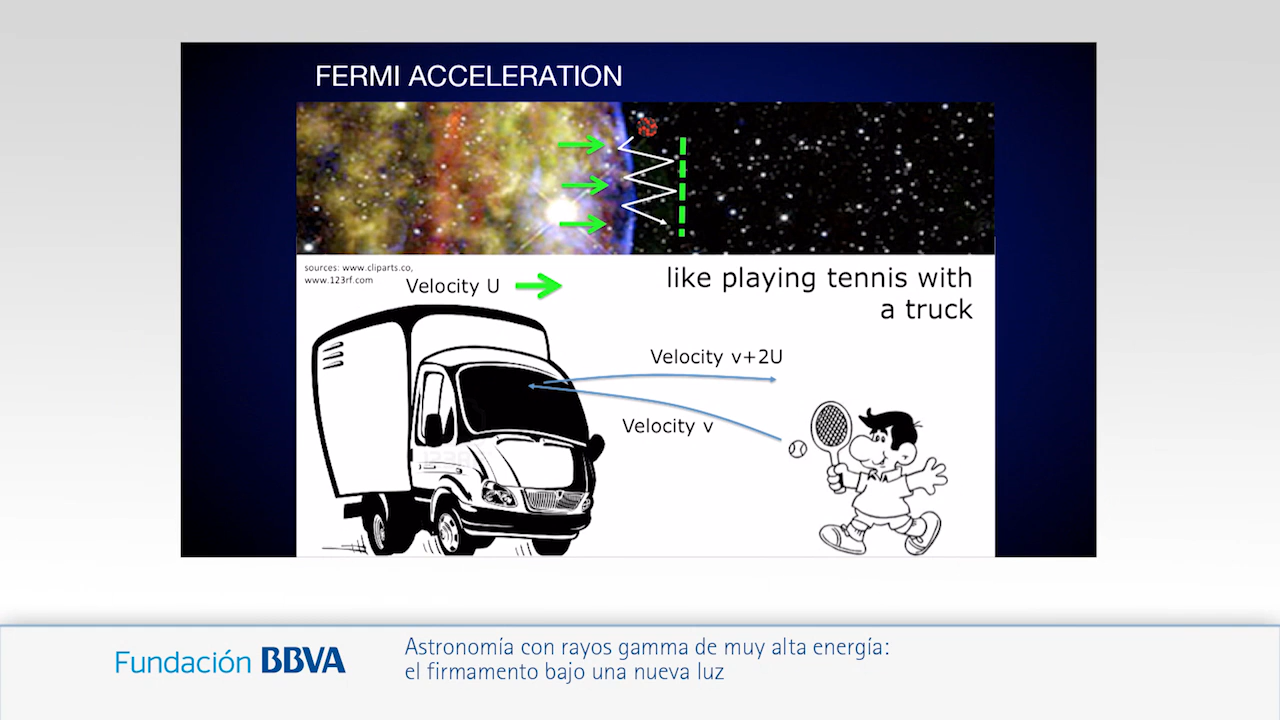 FERMI ACCELERATION
sources: www.cliparts.co,
www.123rf.com
Velocity U
like playing tennis with
a truck
Velocity v+2U
Velocity v
Fundación BBVA
Astronomía con rayos gamma de muy alta energía:
el firmamento bajo una nueva luz